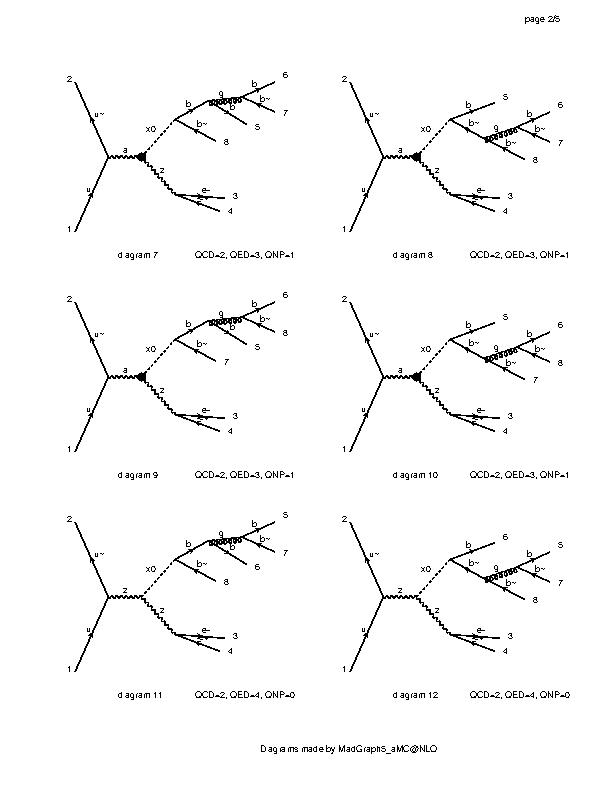 page 2/5
2 u~ u 1 a x0 z b g b 6 b~ 7 b 5 b~ 8 e- 3 4
diagram 7 QCD=2, QED=3, QNP=1
2 u~ u 1 a x0 z b 5 b~ g b 6 b~ 7 b~ 8 e- 3 4
diagram 8 QCD=2, QED=3, QNP=1
2 u~ u 1 a x0 z b g b 6 b~ 8 b 5 b~ 7 e- 3 4
diagram 9 QCD=2, QED=3, QNP=1
2 u~ u 1 a x0 z b 5 b~ g b 6 b~ 8 b~ 7 e- 3 4
diagram 10 QCD=2, QED=3, QNP=1
2 u~ u 1 z x0 z b g b 5 b~ 7 b 6 b~ 8 e- 3 4
diagram 11 QCD=2, QED=4, QNP=0
2 u~ u 1 z x0 z b 6 b~ g b 5 b~ 7 b~ 8 e- 3 4
diagram 12 QCD=2, QED=4, QNP=0
Diagrams made by MadGraph5_aMC@NLO